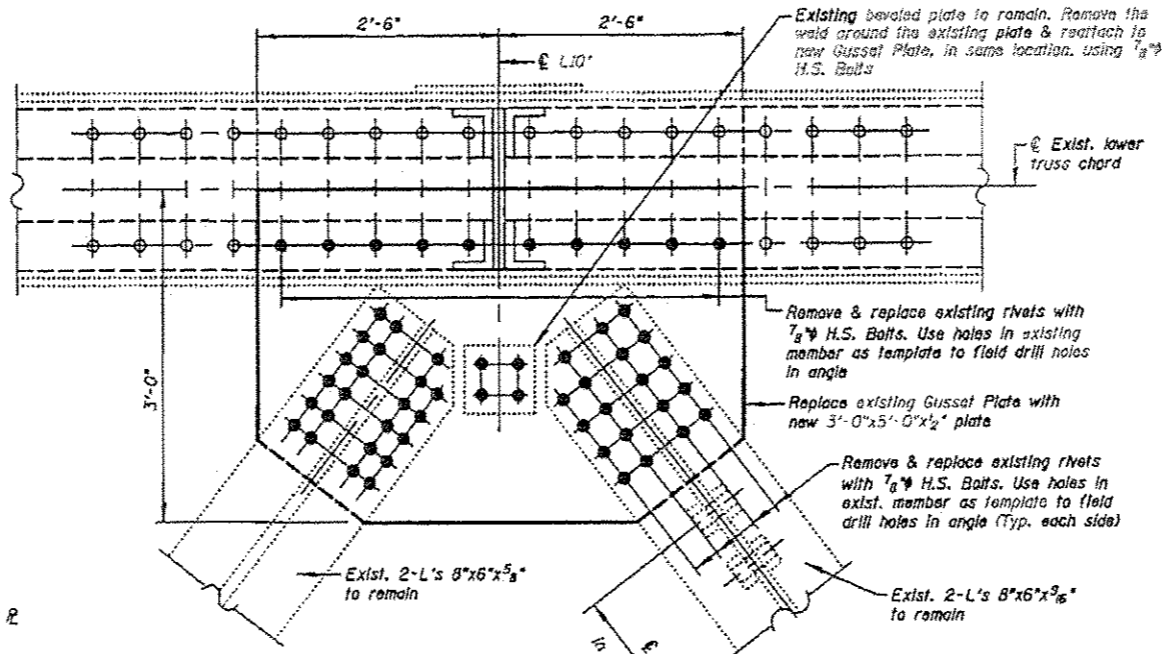 2'-6"
2'-6"
℄ L10'
Existing beveled plate to remain. Remove the
weld around the existing plate & reattach to
new Gusset Plate, in same location, using 7/8"φ
H.S. Bolts
℄ Exist. lower
truss chord
3'-0"
Remove & replace existing rivets with
7/8"φ H.S. Bolts. Use holes in existing
member as template to field drill holes
in angle
Replace existing Gusset Plate with
new 3'-0"x5'-0"x1/2" plate
Remove & replace existing rivets
with 7/8"φ H.S. Bolts. Use holes in
exist. member as template to field
drill holes in angle (Typ. each side)
Exist. 2-L's 8"x6"x5/8"
to remain
Exist. 2-L's 8"x6"x9/16"
to remain
℄